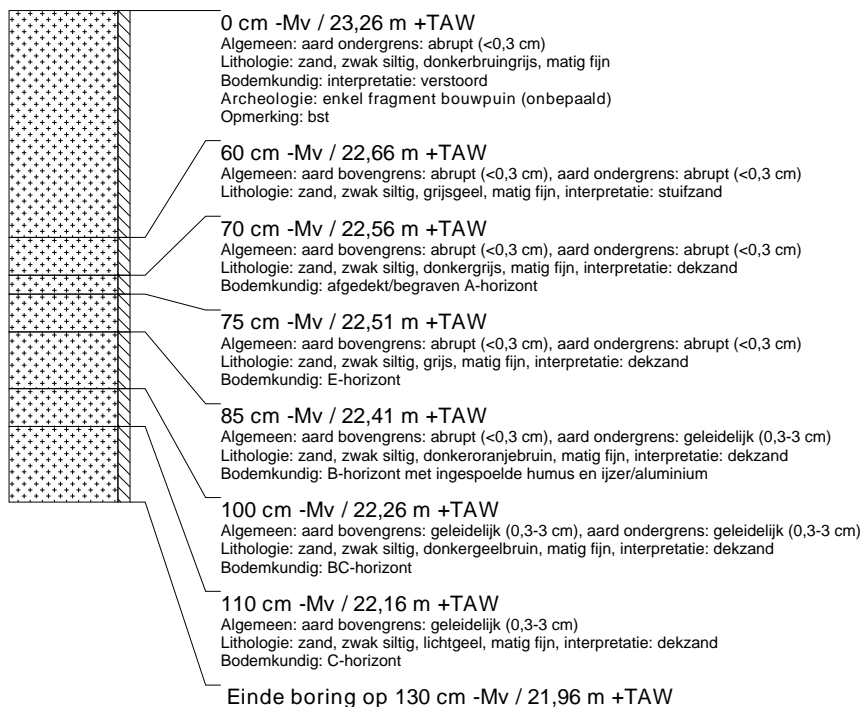 0 cm -Mv / 23,26 m +TAW
Algemeen: aard ondergrens: abrupt (<0,3 cm)
Lithologie: zand, zwak siltig, donkerbruingrijs, matig fijn
Bodemkundig: interpretatie: verstoord
Archeologie: enkel fragment bouwpuin (onbepaald)
Opmerking: bst
60 cm -Mv / 22,66 m +TAW
Algemeen: aard bovengrens: abrupt (<0,3 cm), aard ondergrens: abrupt (<0,3 cm)
Lithologie: zand, zwak siltig, grijsgeel, matig fijn, interpretatie: stuifzand
70 cm -Mv / 22,56 m +TAW
Algemeen: aard bovengrens: abrupt (<0,3 cm), aard ondergrens: abrupt (<0,3 cm)
Lithologie: zand, zwak siltig, donkergrijs, matig fijn, interpretatie: dekzand
Bodemkundig: afgedekt/begraven A-horizont
75 cm -Mv / 22,51 m +TAW
Algemeen: aard bovengrens: abrupt (<0,3 cm), aard ondergrens: abrupt (<0,3 cm)
Lithologie: zand, zwak siltig, grijs, matig fijn, interpretatie: dekzand
Bodemkundig: E-horizont
85 cm -Mv / 22,41 m +TAW
Algemeen: aard bovengrens: abrupt (<0,3 cm), aard ondergrens: geleidelijk (0,3-3 cm)
Lithologie: zand, zwak siltig, donkeroranjebruin, matig fijn, interpretatie: dekzand
Bodemkundig: B-horizont met ingespoelde humus en ijzer/aluminium
100 cm -Mv / 22,26 m +TAW
Algemeen: aard bovengrens: geleidelijk (0,3-3 cm), aard ondergrens: geleidelijk (0,3-3 cm)
Lithologie: zand, zwak siltig, donkergeelbruin, matig fijn, interpretatie: dekzand
Bodemkundig: BC-horizont
110 cm -Mv / 22,16 m +TAW
Algemeen: aard bovengrens: geleidelijk (0,3-3 cm)
Lithologie: zand, zwak siltig, lichtgeel, matig fijn, interpretatie: dekzand
Bodemkundig: C-horizont
Einde boring op 130 cm -Mv / 21,96 m +TAW